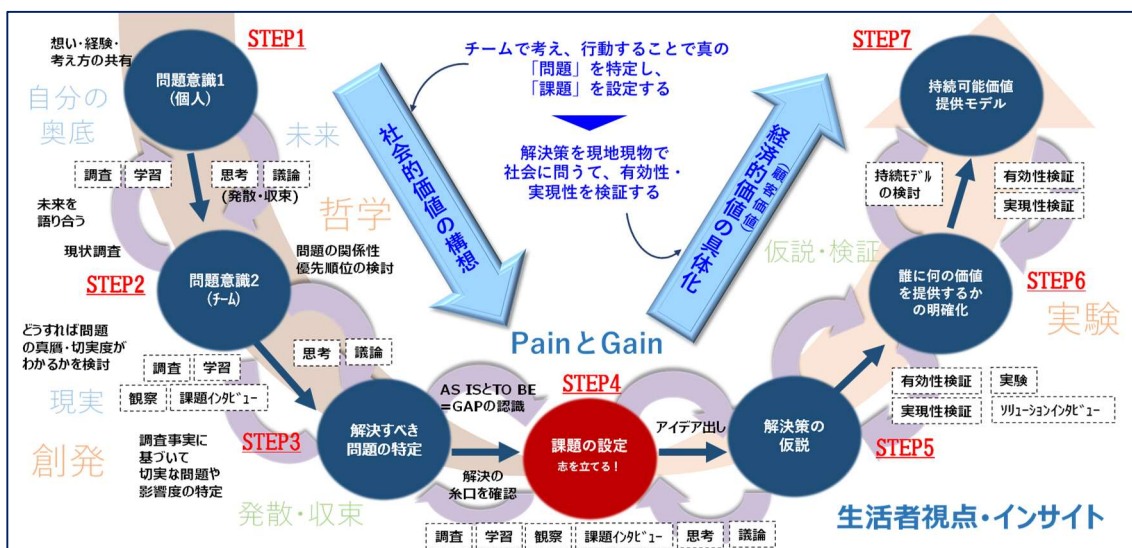 想い・経験・
考え方の共有
STEP1
問題意識1
(個人)
自分の
奥底
未来
調査
学習
思考
議論
(発散・収束)
未来を
語り合う
哲学
現状調査
問題の関係性
優先順位の検討
STEP2
問題意識2
(ﾁｰﾑ)
どうすれば問題
の真贋・切実度が
わかるかを検討
調査
学習
思考
議論
現実
観察
課題ｲﾝﾀﾋﾞｭｰ
創発
調査事実に
基づいて
切実な問題や
影響度の特定
STEP3
解決すべき
問題の特定
発散・収束
AS ISとTO BE
=GAPの認識
解決の
糸口を確認
社会的価値の構想
チームで考え、行動することで真の
「問題」を特定し、
「課題」を設定する
解決策を現地現物で
社会に問うて、有効性・
実現性を検証する
経済的価値の具体化
(顧客価値)
PainとGain
STEP4
課題の設定
志を立てる！
アイデア出し
調査
学習
観察
課題ｲﾝﾀﾋﾞｭｰ
思考
議論
解決策の
仮説
STEP5
有効性検証
実験
実現性検証
ｿﾘｭｰｼｮﾝｲﾝﾀﾋﾞｭｰ
仮説・検証
誰に何の価値
を提供するか
の明確化
STEP6
実験
持続ﾓﾃﾞﾙ
の検討
有効性検証
実現性検証
STEP7
持続可能価値
提供モデル
生活者視点・インサイト